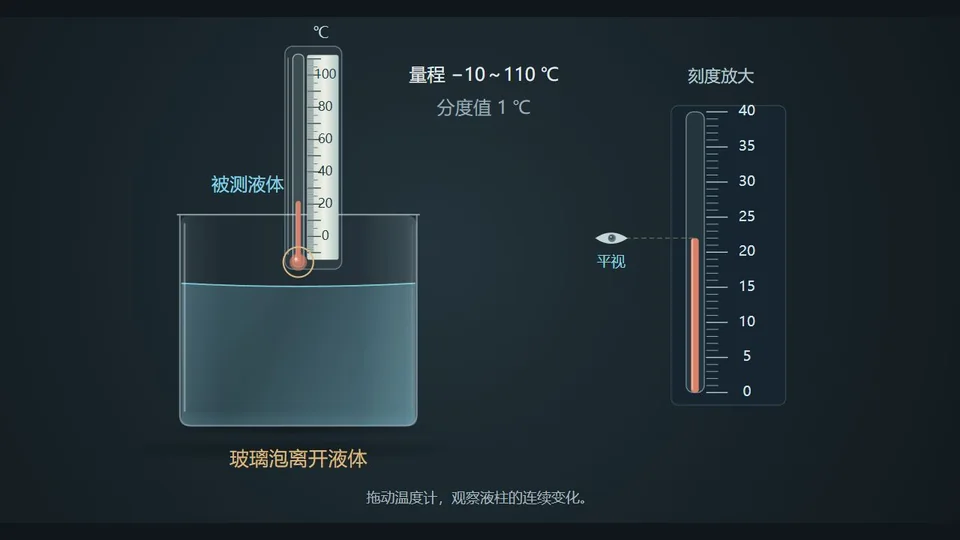 ℃
100
80
60
40
20
0
被测液体
玻璃泡离开液体
量程 −10 ~ 110 ℃
分度值 1 ℃
刻度放大
40
35
30
25
20
15
10
5
0
平视
拖动温度计，观察液柱的连续变化。